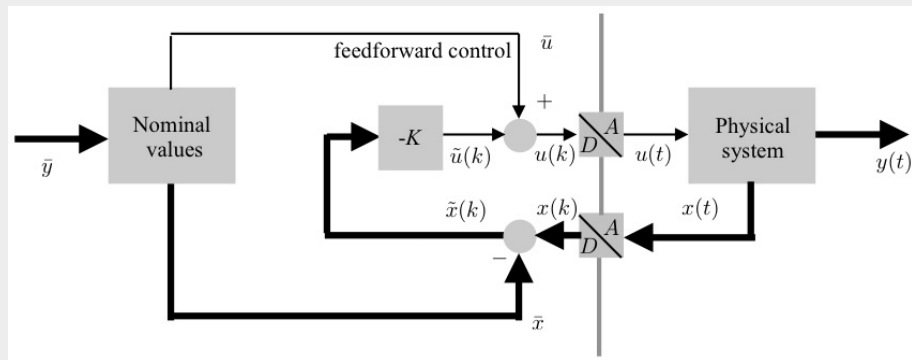 feedforward control
ū
+
Nominal
values
ȳ
-K
ũ(k)
u(k)
D
A
u(t)
Physical
system
y(t)
x̃(k)
x(k)
D
A
x(t)
−
x̄